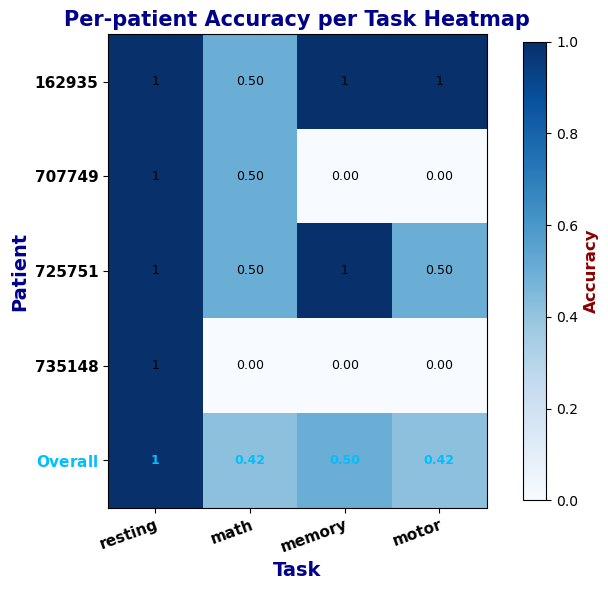 Per-patient Accuracy per Task Heatmap
162935 1 0.50 1 1
707749 1 0.50 0.00 0.00
725751 1 0.50 1 0.50
735148 1 0.00 0.00 0.00
Overall 1 0.42 0.50 0.42
resting math memory motor
Task
Patient
1.0
0.8
0.6
0.4
0.2
0.0
Accuracy